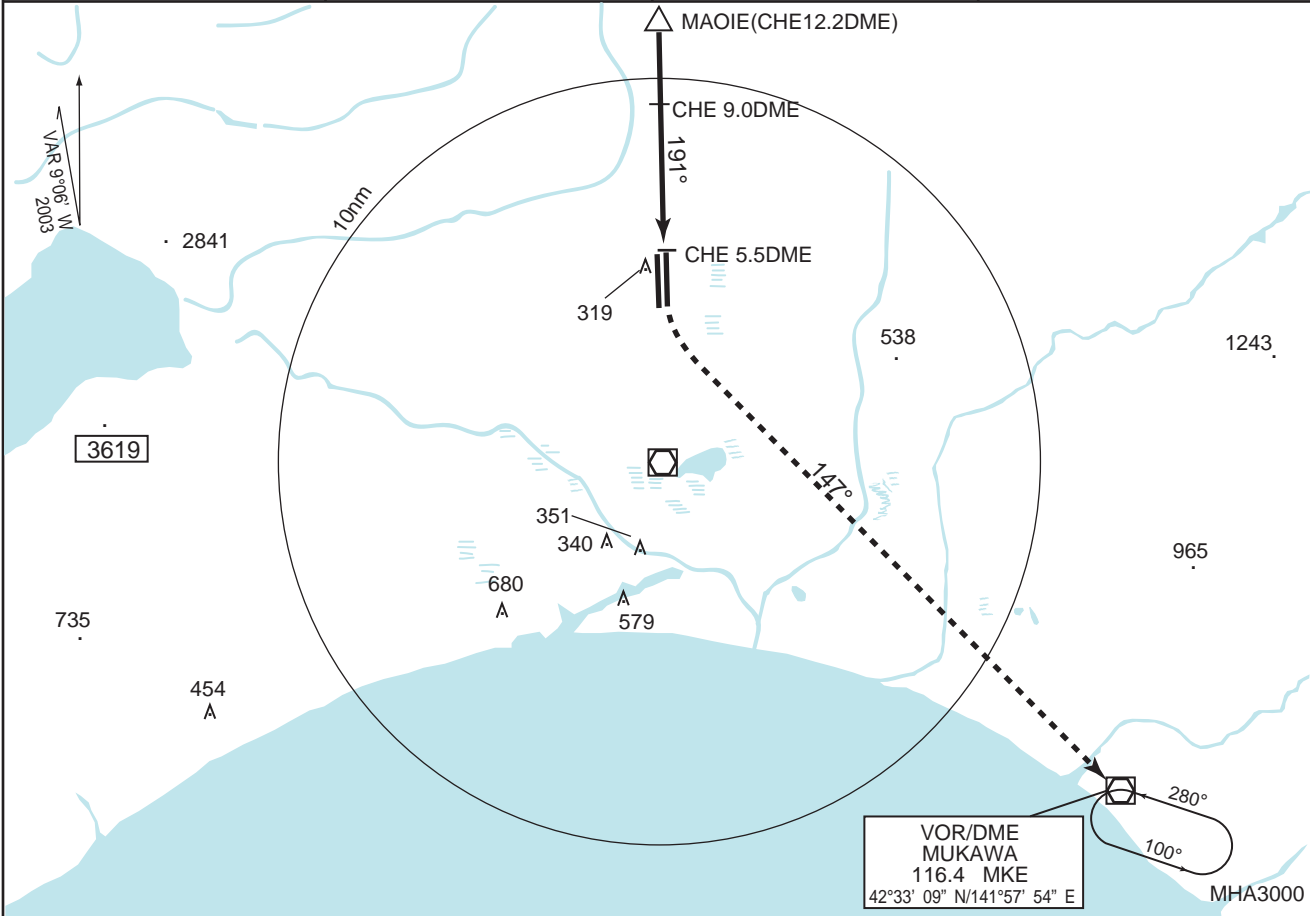 MAOIE(CHE12.2DME)
CHE 9.0DME
191°
VAR 9°06' W
2003
10nm
2841
CHE 5.5DME
319
538
1243
3619
147°
351
340
965
680
579
735
454
280°
100°
VOR/DME
MUKAWA
116.4 MKE
42°33' 09" N/141°57' 54" E
MHA3000